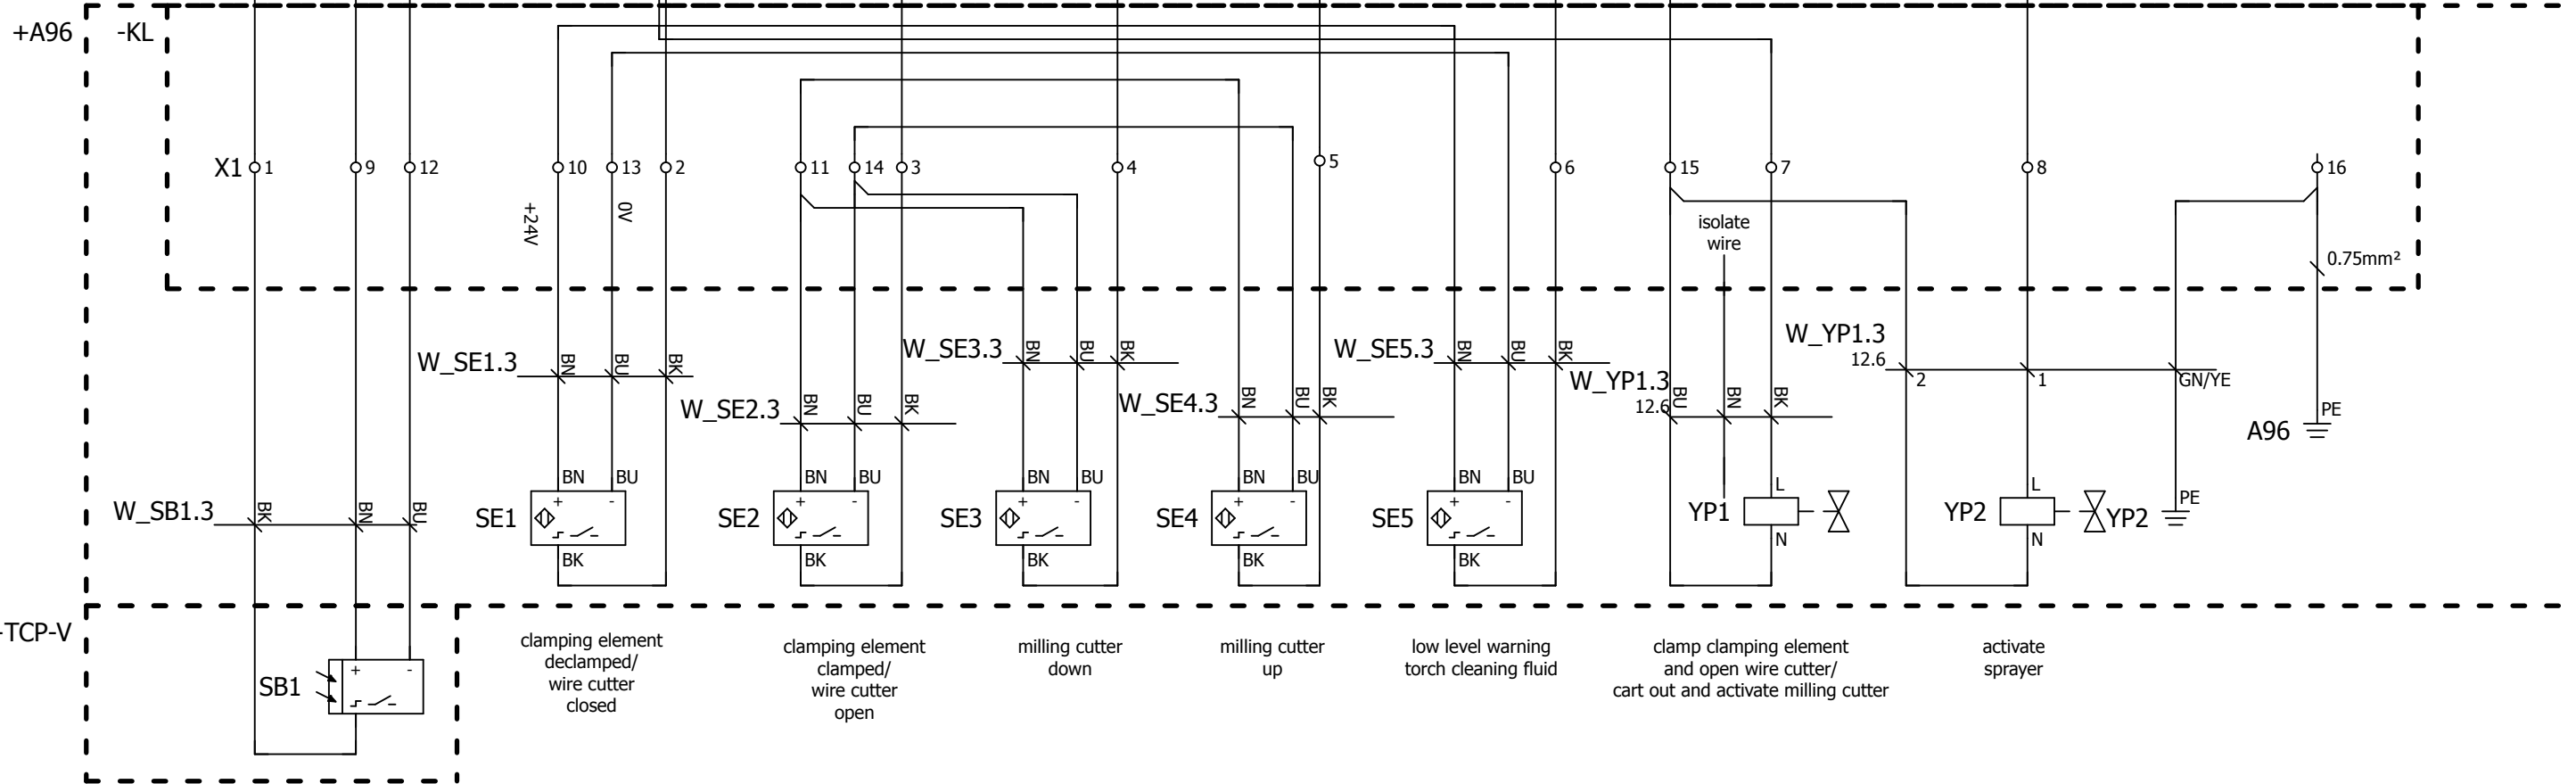 +A96
-KL
X1
1
9
12
10
13
2
11
14
3
4
5
6
15
7
8
16
+24V
0V
isolate
wire
0.75mm²
W_SE1.3
BN
BU
BK
W_SE2.3
BN
BU
BK
W_SE3.3
BN
BU
BK
W_SE4.3
BN
BU
BK
W_SE5.3
BN
BU
BK
W_YP1.3
12.6
BU
BN
BK
W_YP1.3
12.6
2
1
GN/YE
A96
PE
W_SB1.3
BK
BN
BU
SE1
BN
BU
+
-
BK
SE2
BN
BU
+
-
BK
SE3
BN
BU
+
-
BK
SE4
BN
BU
+
-
BK
SE5
BN
BU
+
-
BK
YP1
L
N
YP2
L
N
YP2
PE
-TCP-V
SB1
+
-
clamping element
declamped/
wire cutter
closed
clamping element
clamped/
wire cutter
open
milling cutter
down
milling cutter
up
low level warning
torch cleaning fluid
clamp clamping element
and open wire cutter/
cart out and activate milling cutter
activate
sprayer